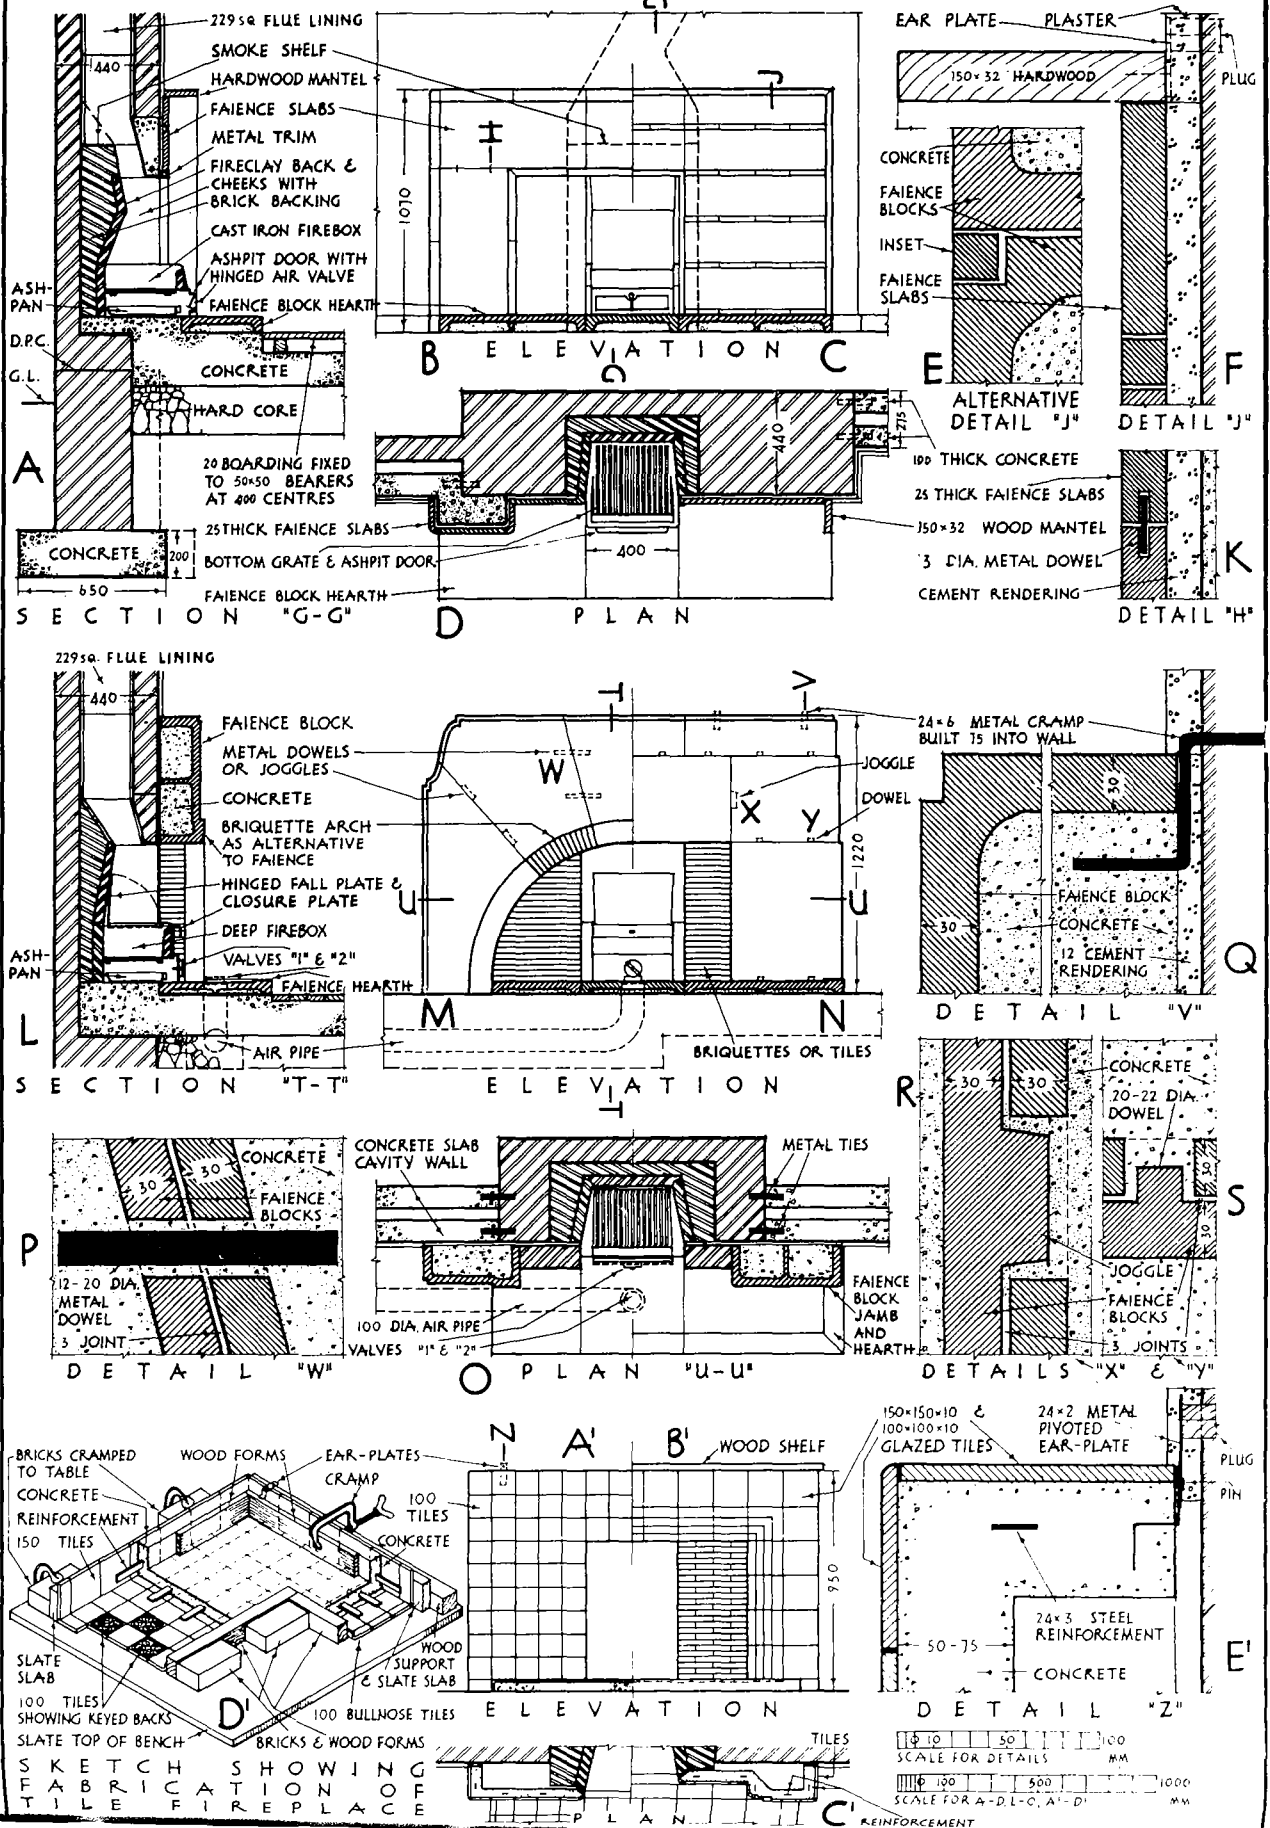 229 SQ FLUE LINING
440
SMOKE SHELF
HARDWOOD MANTEL
FAIENCE SLABS
METAL TRIM
FIRECLAY BACK &
CHEEKS WITH
BRICK BACKING
CAST IRON FIREBOX
ASHPIT DOOR WITH
HINGED AIR VALVE
ASH-
PAN
FAIENCE BLOCK HEARTH
D.P.C.
G.L.
CONCRETE
HARD CORE
A
20 BOARDING FIXED
TO 50×50 BEARERS
AT 400 CENTRES
CONCRETE
200
650
SECTION "G-G"
J
H
1070
B ELEVATION C
G
440
275
25 THICK FAIENCE SLABS
BOTTOM GRATE & ASHPIT DOOR
400
FAIENCE BLOCK HEARTH
D PLAN
EAR PLATE
PLASTER
PLUG
150×32 HARDWOOD
CONCRETE
FAIENCE
BLOCKS
INSET
FAIENCE
SLABS
E
F
ALTERNATIVE
DETAIL "J"
DETAIL "J"
100 THICK CONCRETE
25 THICK FAIENCE SLABS
150×32 WOOD MANTEL
3 DIA. METAL DOWEL
CEMENT RENDERING
K
DETAIL "H"
229 SQ. FLUE LINING
440
FAIENCE BLOCK
METAL DOWELS
OR JOGGLES
CONCRETE
BRIQUETTE ARCH
AS ALTERNATIVE
TO FAIENCE
HINGED FALL PLATE &
CLOSURE PLATE
DEEP FIREBOX
VALVES "1" & "2"
ASH-
PAN
FAIENCE HEARTH
L
AIR PIPE
SECTION "T-T"
T
V
W
X
Y
JOGGLE
DOWEL
1220
U
U
M
N
BRIQUETTES OR TILES
ELEVATION
T
24×6 METAL CRAMP
BUILT 75 INTO WALL
30
FAIENCE BLOCK
30
CONCRETE
12 CEMENT
RENDERING
Q
DETAIL "V"
30
30
CONCRETE
FAIENCE
BLOCKS
P
12-20 DIA.
METAL
DOWEL
3 JOINT
DETAIL "W"
CONCRETE SLAB
CAVITY WALL
METAL TIES
100 DIA. AIR PIPE
VALVES "1" & "2"
FAIENCE
BLOCK
JAMB
AND
HEARTH
O PLAN "U-U"
R
30
30
CONCRETE
20-22 DIA.
DOWEL
30
30
S
JOGGLE
FAIENCE
BLOCKS
3 JOINTS
DETAILS "X" & "Y"
BRICKS CRAMPED
TO TABLE
WOOD FORMS
EAR-PLATES
CRAMP
CONCRETE
REINFORCEMENT
150 TILES
CONCRETE
SLATE
SLAB
100 TILES
SHOWING KEYED BACKS
SLATE TOP OF BENCH
D'
WOOD
SUPPORT
& SLATE SLAB
100 BULLNOSE TILES
BRICKS & WOOD FORMS
SKETCH SHOWING
FABRICATION OF
TILE FIREPLACE
A'
B'
WOOD SHELF
100
TILES
950
ELEVATION
TILES
C'
REINFORCEMENT
PLAN
150×150×10 &
100×100×10
GLAZED TILES
24×2 METAL
PIVOTED
EAR-PLATE
PLUG
PIN
24×3 STEEL
REINFORCEMENT
50-75
CONCRETE
E'
DETAIL "Z"
0 10 50 100
SCALE FOR DETAILS MM
0 100 500 1000
SCALE FOR A-D, L-O, A'-D' MM